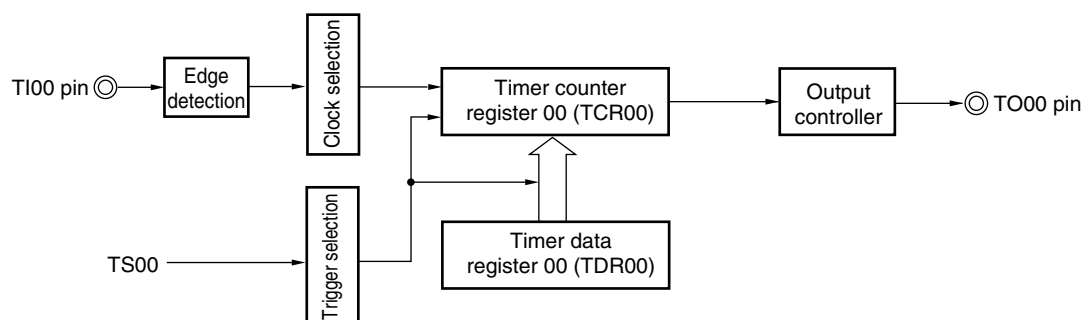 TI00 pin
Edge
detection
Clock selection
Timer counter
register 00 (TCR00)
Output
controller
TO00 pin
TS00
Trigger selection
Timer data
register 00 (TDR00)